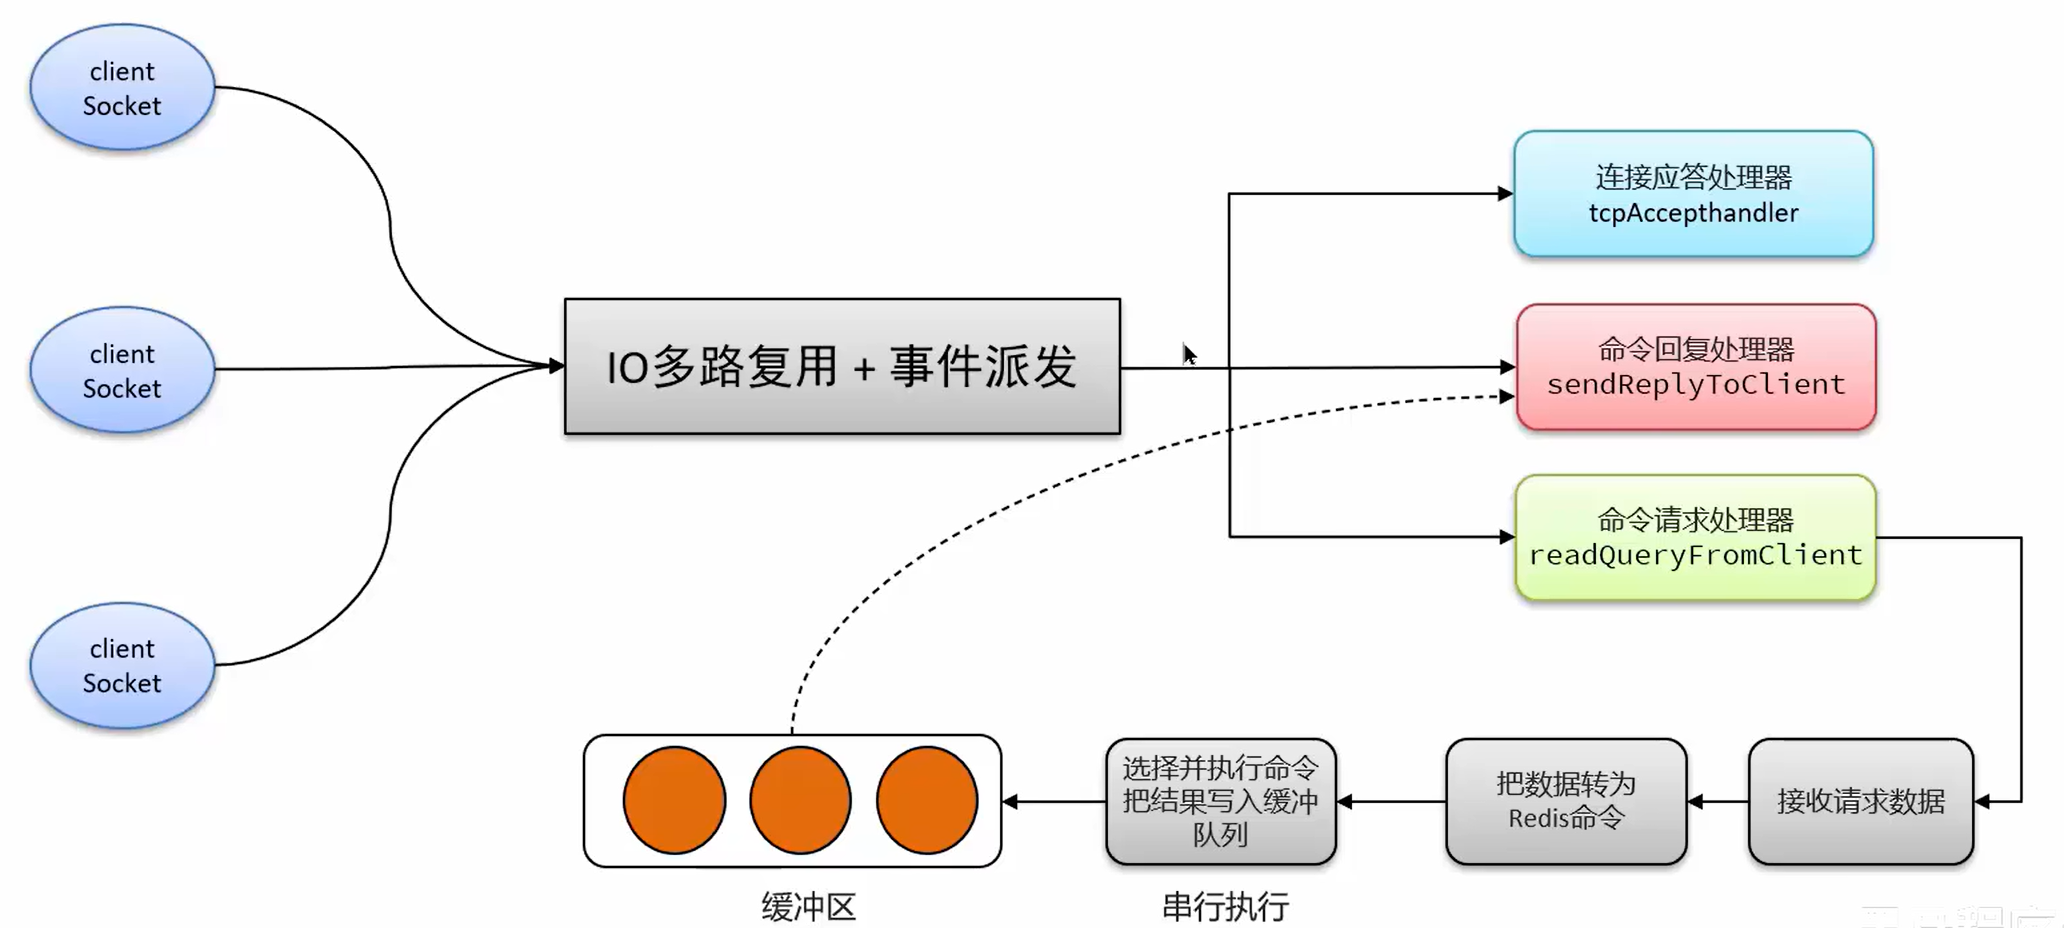 client
Socket
client
Socket
client
Socket
IO多路复用 + 事件派发
连接应答处理器
tcpAccepthandler
命令回复处理器
sendReplyToClient
命令请求处理器
readQueryFromClient
接收请求数据
把数据转为
Redis命令
选择并执行命令
把结果写入缓冲
队列
缓冲区
串行执行